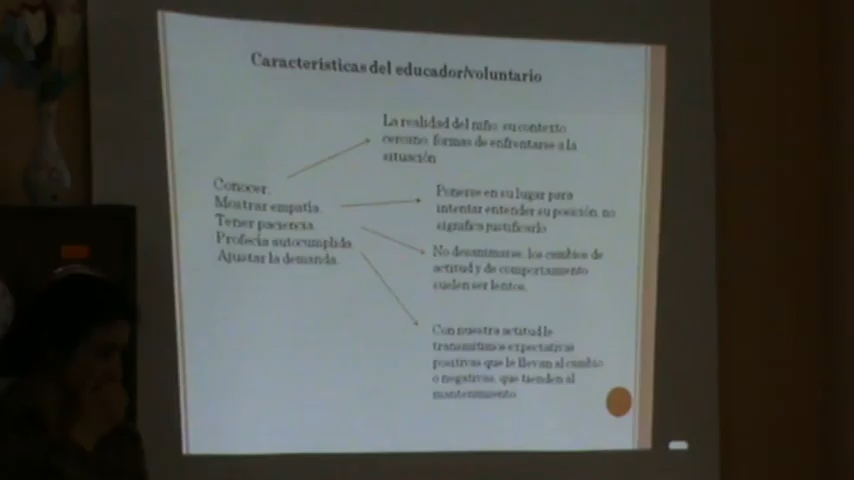 Características del educador/voluntario
La realidad del niño, su contexto
cercano, formas de enfrentarse a la
situación
Conocer.
Mostrar empatía.
Tener paciencia.
Profecía autocumplida.
Ajustar la demanda.
Ponerse en su lugar para
intentar entender su posición, no
significa justificarlo
No desanimarse, los cambios de
actitud y de comportamiento
suelen ser lentos.
Con nuestra actitud le
transmitimos expectativas
positivas que le llevan al cambio
o negativas, que tienden al
mantenimiento